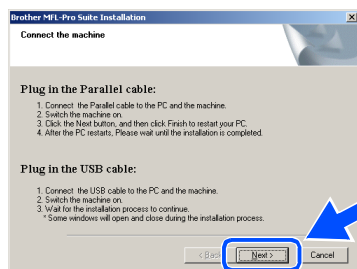 Brother MFL-Pro Suite Installation
Connect the machine
Plug in the Parallel cable:
1. Connect the Parallel cable to the PC and the machine.
2. Switch the machine on.
3. Click the Next button, and then click Finish to restart your PC.
4. After the PC restarts, Please wait until the installation is completed.
Plug in the USB cable:
1. Connect the USB cable to the PC and the machine.
2. Switch the machine on.
3. Wait for the installation process to continue.
* Some windows will open and close during the installation process.
< Back Next > Cancel